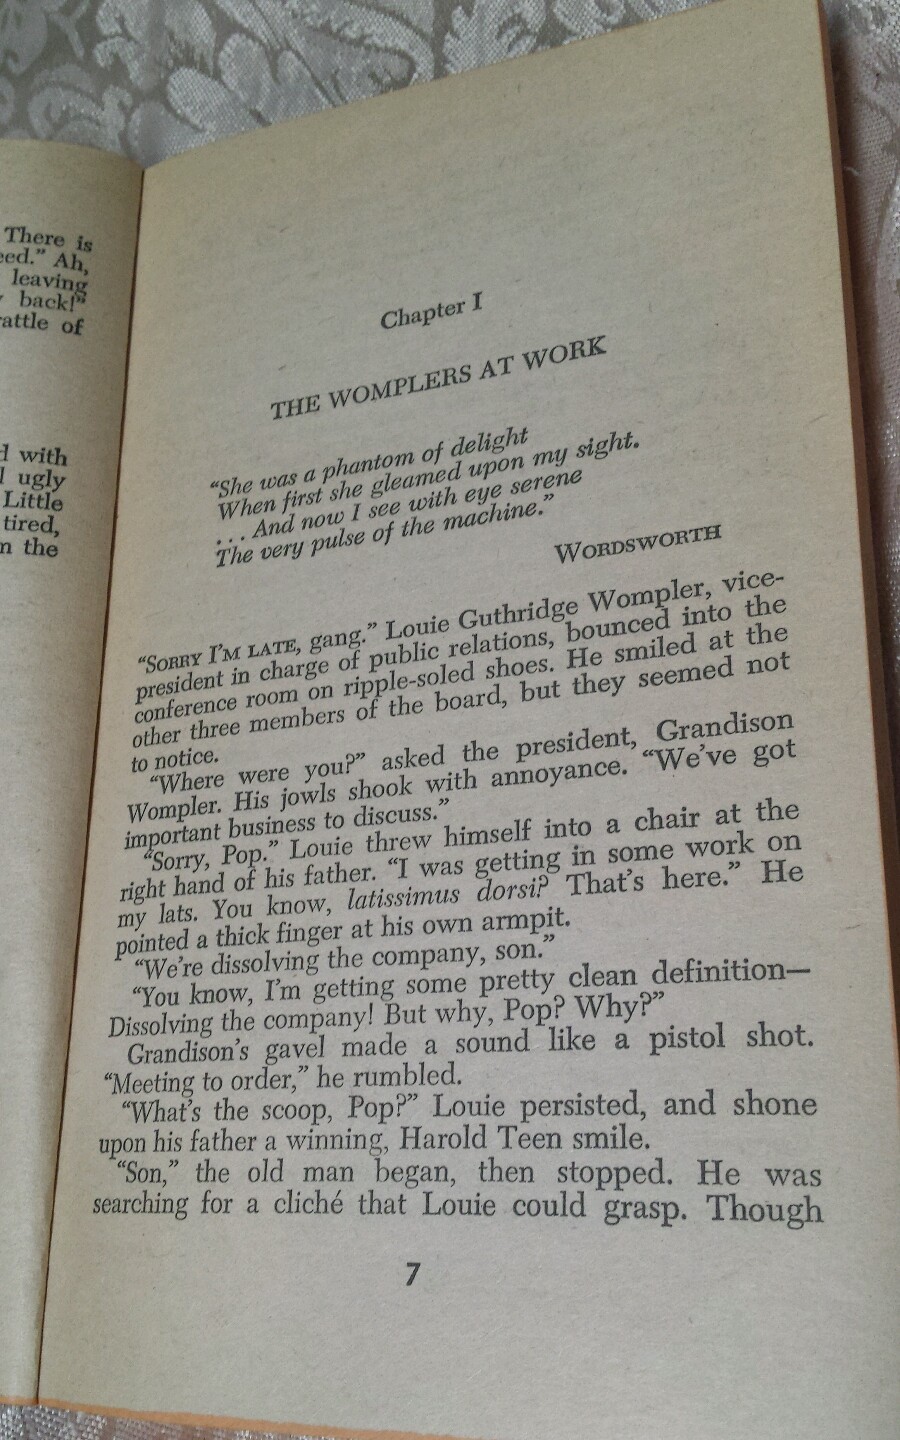 There is
eed." Ah,
leaving
back!"
attle of
d with
ugly
Little
tired,
n the
Chapter I
THE WOMPLERS AT WORK
"She was a phantom of delight
When first she gleamed upon my sight.
. . . And now I see with eye serene
The very pulse of the machine."
WORDSWORTH
"SORRY I'M LATE, gang." Louie Guthridge Wompler, vice-
president in charge of public relations, bounced into the
conference room on ripple-soled shoes. He smiled at the
other three members of the board, but they seemed not
to notice.
"Where were you?" asked the president, Grandison
Wompler. His jowls shook with annoyance. "We've got
important business to discuss."
"Sorry, Pop." Louie threw himself into a chair at the
right hand of his father. "I was getting in some work on
my lats. You know, latissimus dorsi? That's here." He
pointed a thick finger at his own armpit.
"We're dissolving the company, son."
"You know, I'm getting some pretty clean definition—
Dissolving the company! But why, Pop? Why?"
Grandison's gavel made a sound like a pistol shot.
"Meeting to order," he rumbled.
"What's the scoop, Pop?" Louie persisted, and shone
upon his father a winning, Harold Teen smile.
"Son," the old man began, then stopped. He was
searching for a cliché that Louie could grasp. Though
7